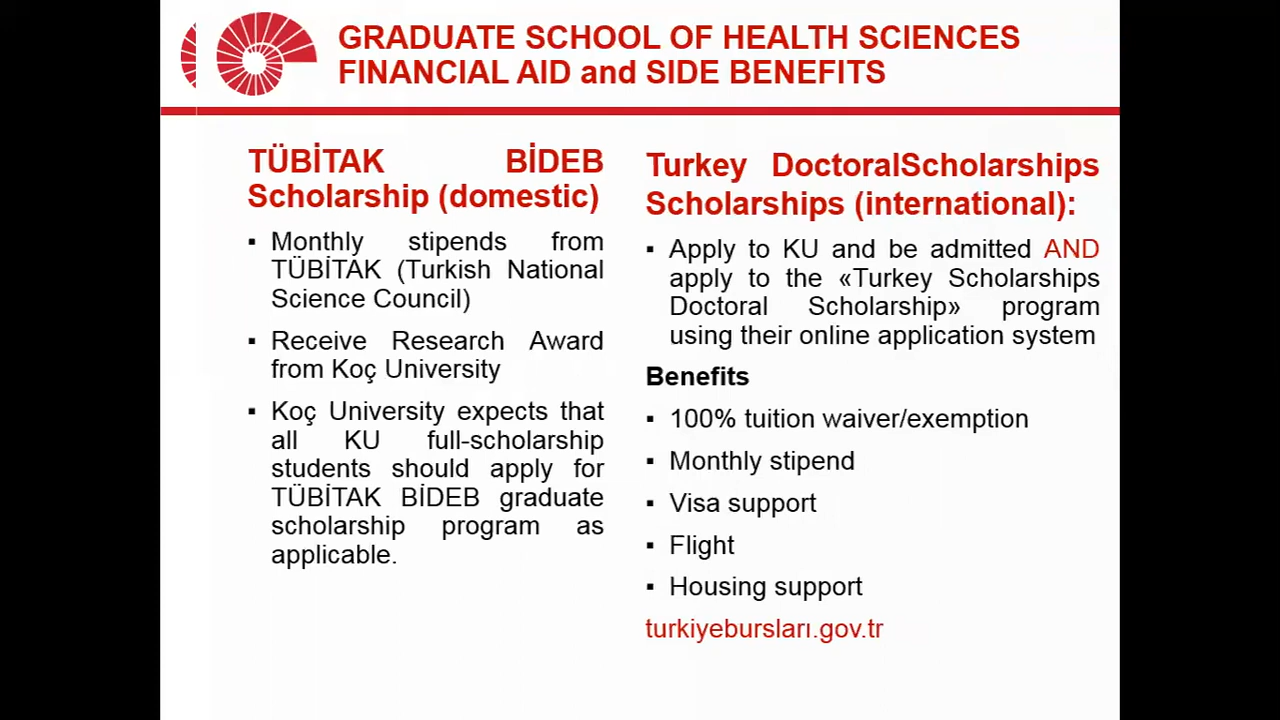 GRADUATE SCHOOL OF HEALTH SCIENCES
FINANCIAL AID and SIDE BENEFITS
TÜBİTAK BİDEB
Scholarship (domestic)
▪ Monthly stipends from
TÜBİTAK (Turkish National
Science Council)
▪ Receive Research Award
from Koç University
▪ Koç University expects that
all KU full-scholarship
students should apply for
TÜBİTAK BİDEB graduate
scholarship program as
applicable.
Turkey DoctoralScholarships
Scholarships (international):
▪ Apply to KU and be admitted AND
apply to the «Turkey Scholarships
Doctoral Scholarship» program
using their online application system
Benefits
▪ 100% tuition waiver/exemption
▪ Monthly stipend
▪ Visa support
▪ Flight
▪ Housing support
turkiyebursları.gov.tr